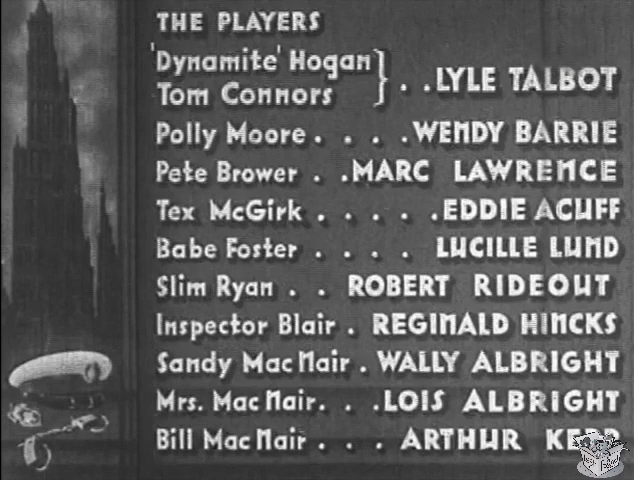 THE PLAYERS
'Dynamite' Hogan
Tom Connors } . . LYLE TALBOT
Polly Moore . . . . WENDY BARRIE
Pete Brower . . MARC LAWRENCE
Tex McGirk . . . . . EDDIE ACUFF
Babe Foster . . . . LUCILLE LUND
Slim Ryan . . ROBERT RIDEOUT
Inspector Blair . REGINALD HINCKS
Sandy MacNair . WALLY ALBRIGHT
Mrs. MacNair . . . LOIS ALBRIGHT
Bill MacNair . . . ARTHUR KERR